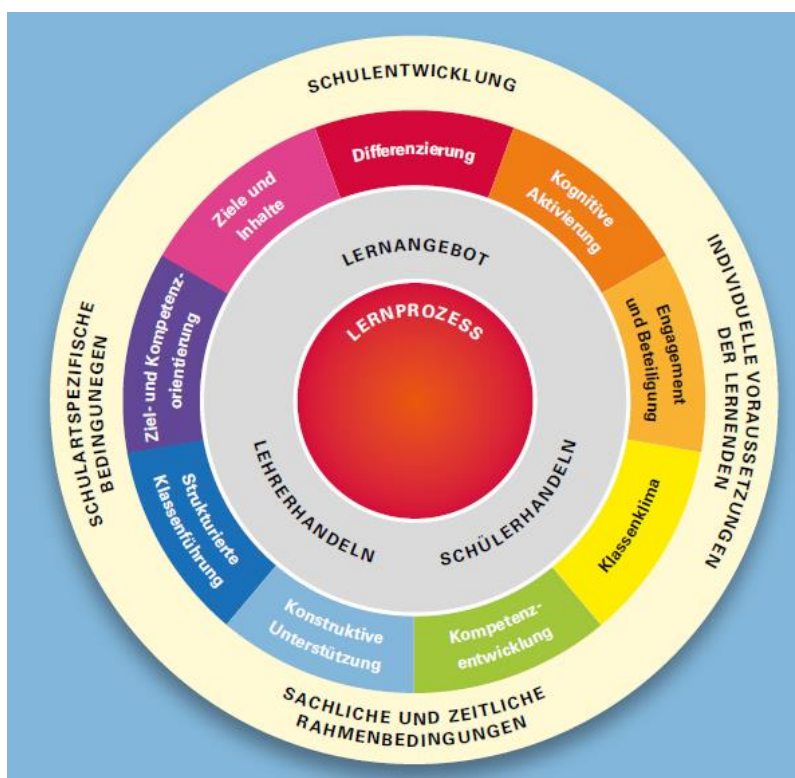 SCHULENTWICKLUNG
Differenzierung
Ziele und
Inhalte
Kognitive
Aktivierung
LERNANGEBOT
INDIVIDUELLE VORAUSSETZUNGEN
DER LERNENDEN
SCHULARTSPEZIFISCHE
BEDINGUNEGEN
Ziel- und Kompetenz-
orientierung
LERNPROZESS
Engagement
und Beteiligung
LEHRERHANDELN
SCHÜLERHANDELN
Strukturierte
Klassenführung
Klassenklima
Konstruktive
Unterstützung
Kompetenz-
entwicklung
SACHLICHE UND ZEITLICHE
RAHMENBEDINGUNGEN